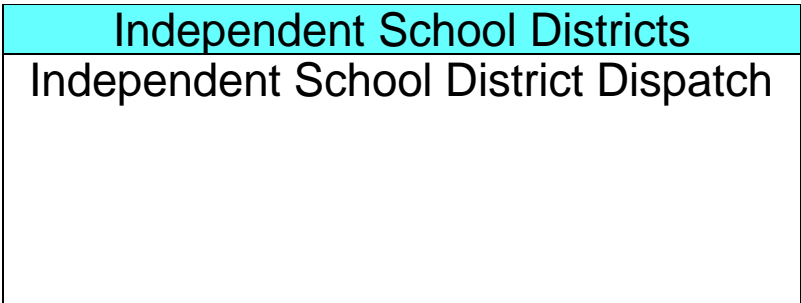 Independent School Districts
Independent School District Dispatch